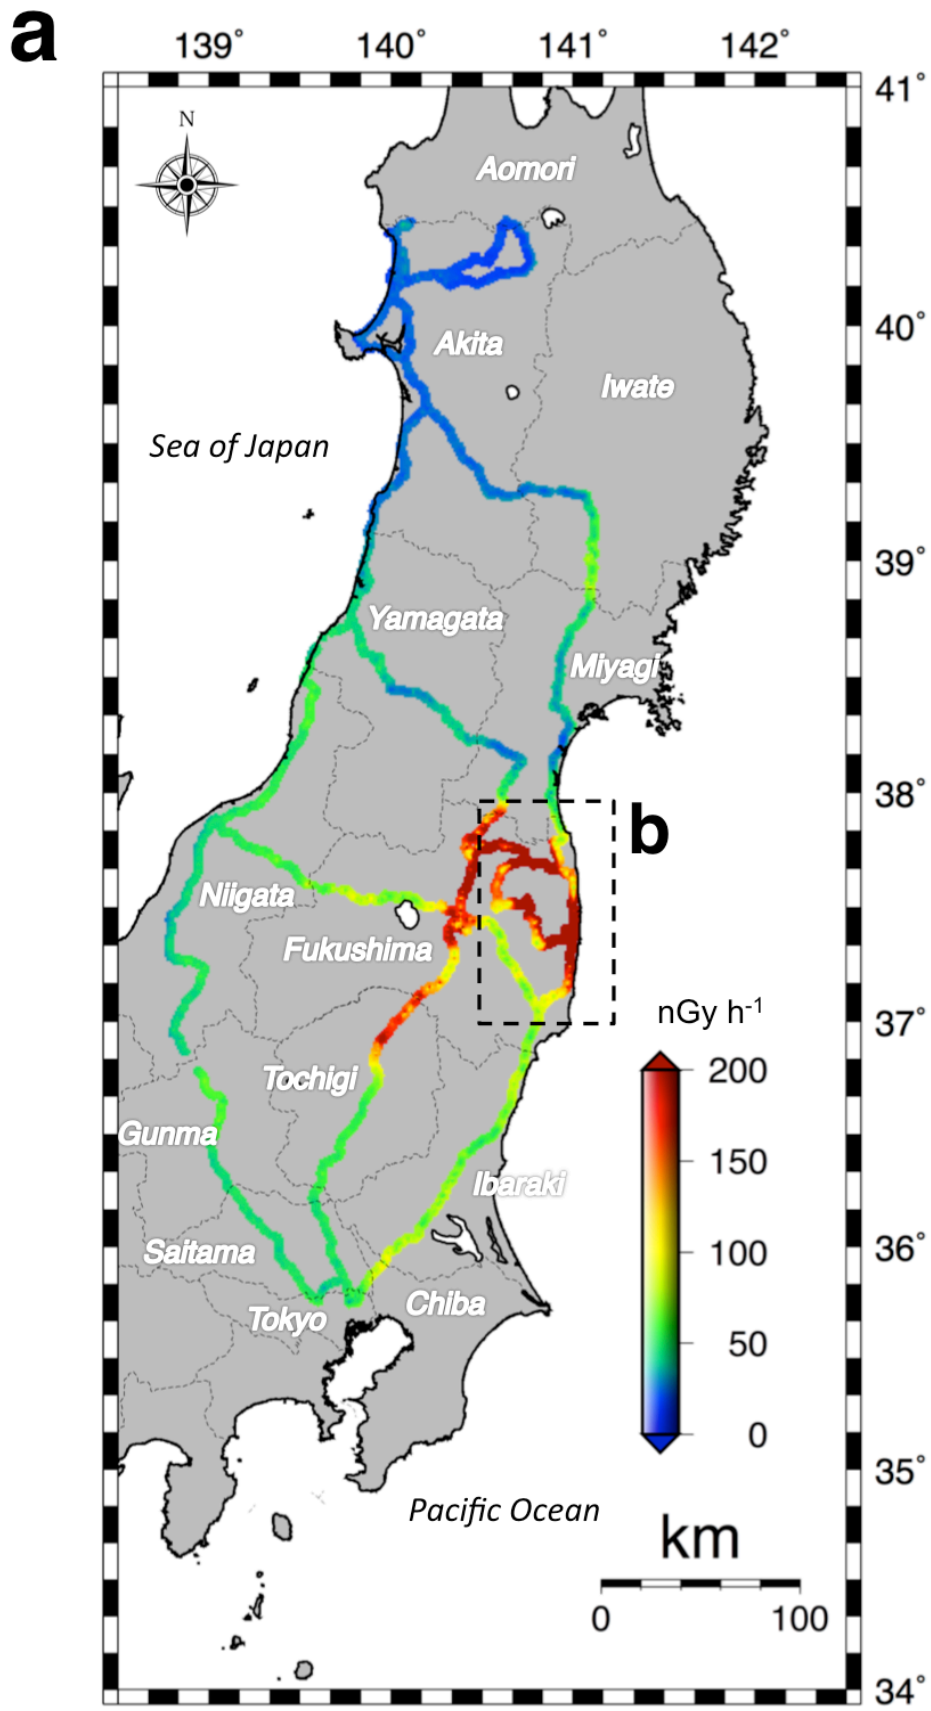 a
139° 140° 141° 142°
41°
N
Aomori
40°
Akita
Iwate
Sea of Japan
39°
Yamagata
Miyagi
38°
b
Niigata
Fukushima
nGy h-1
37°
Tochigi
200
Gunma
150
Ibaraki
100
36°
Saitama
Chiba
Tokyo
50
0
35°
Pacific Ocean
km
0 100
34°